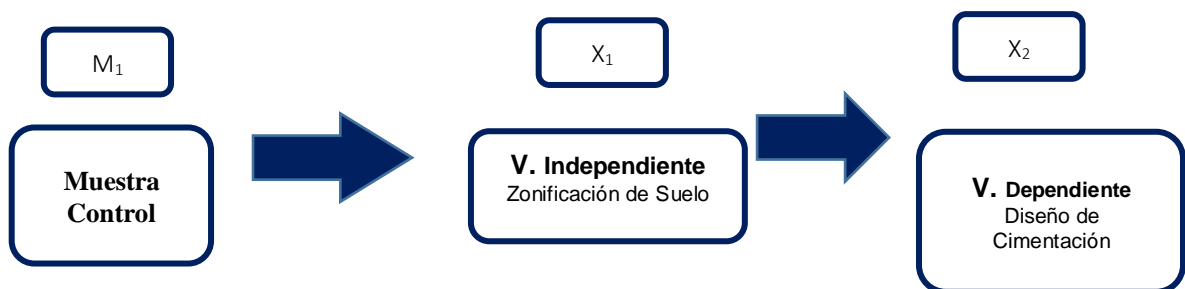 M₁
X₁
X₂
Muestra
Control
V. Independiente
Zonificación de Suelo
V. Dependiente
Diseño de
Cimentación